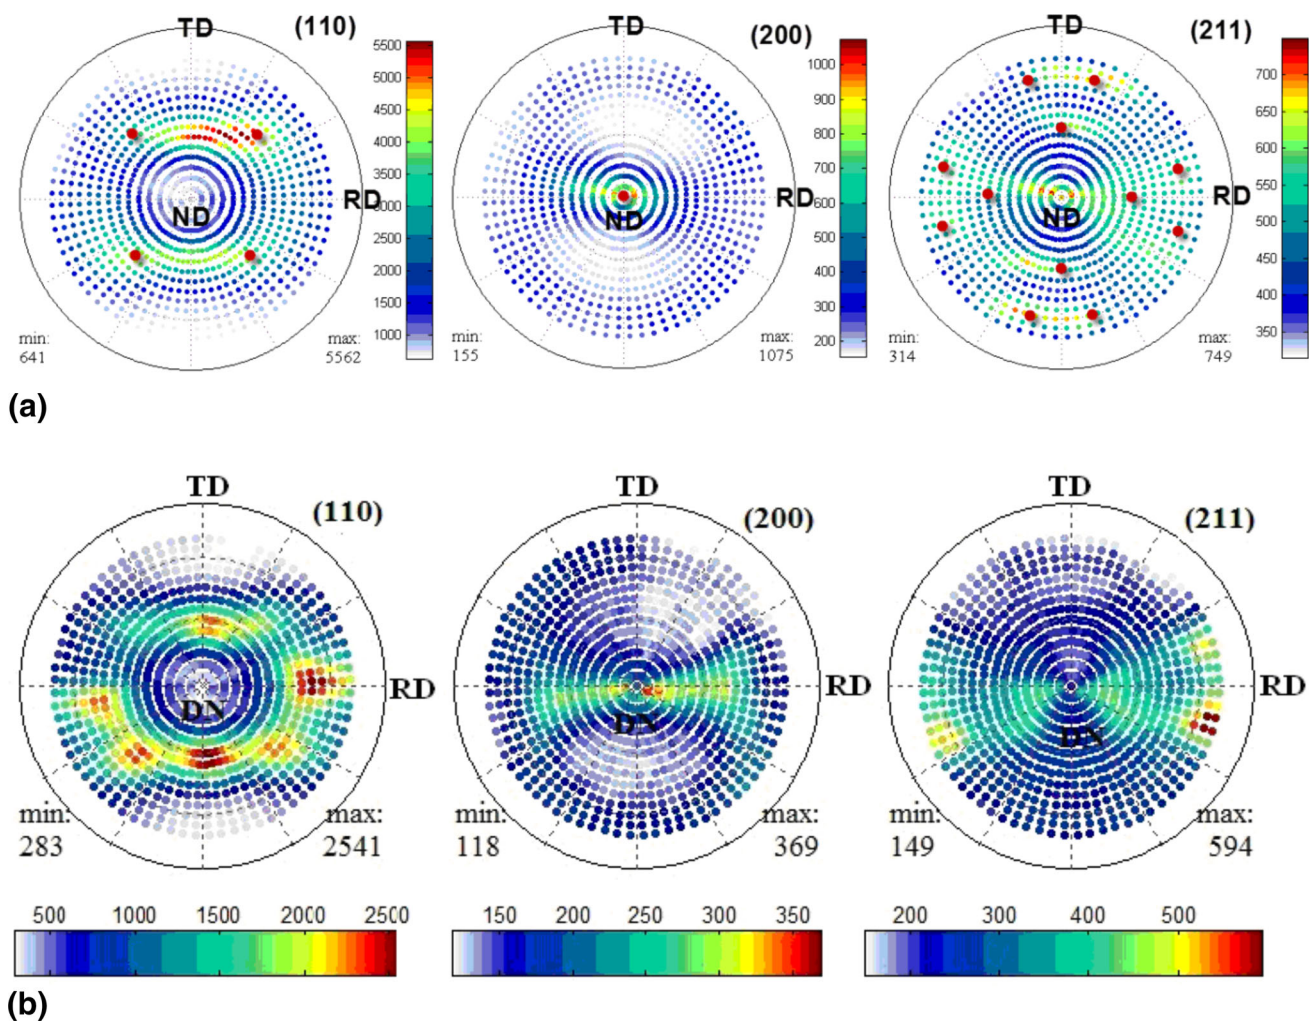 TD (110)
RD
ND
min:
641
max:
5562
5500
5000
4500
4000
3500
3000
2500
2000
1500
1000
TD (200)
RD
ND
min:
155
max:
1075
1000
900
800
700
600
500
400
300
200
TD (211)
RD
ND
min:
314
max:
749
700
650
600
550
500
450
400
350
(a)
TD (110)
RD
DN
min:
283
max:
2541
500 1000 1500 2000 2500
TD (200)
RD
DN
min:
118
max:
369
150 200 250 300 350
TD (211)
RD
DN
min:
149
max:
594
200 300 400 500
(b)